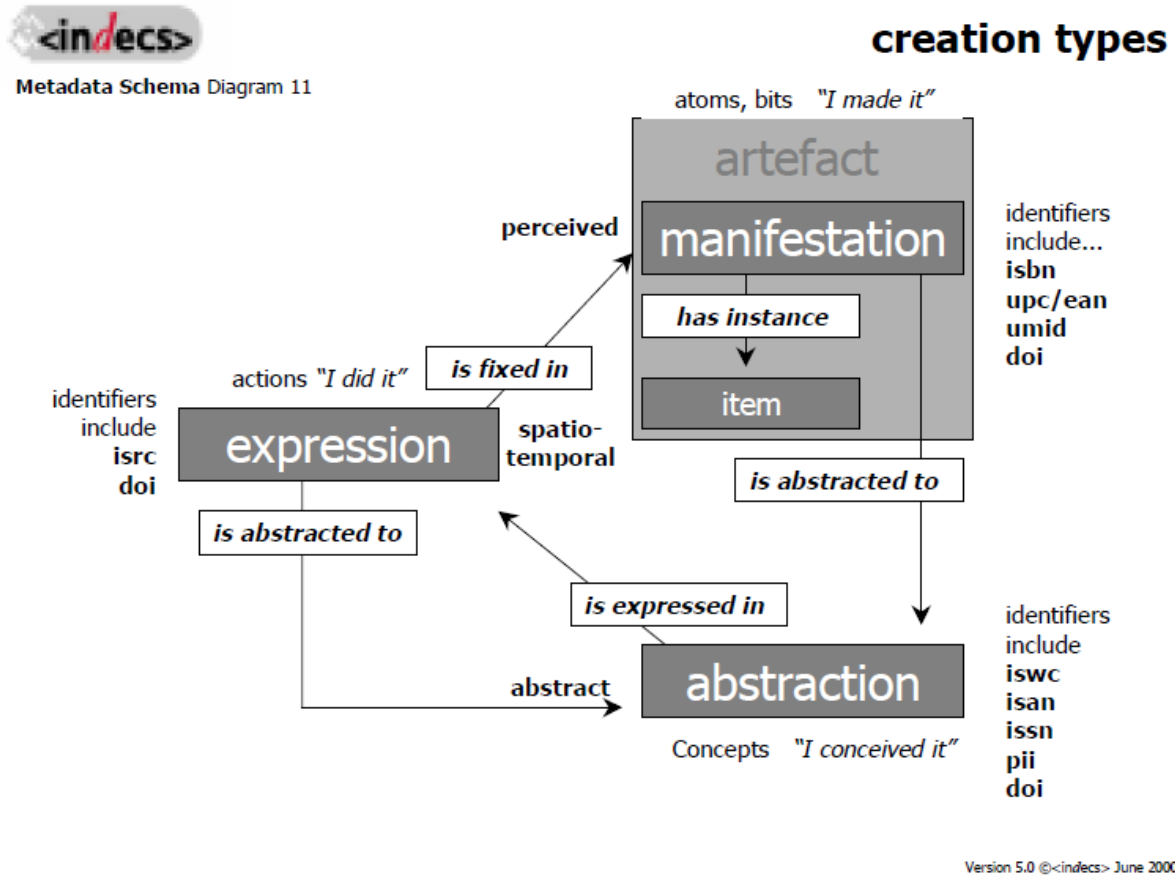 <indecs>
creation types
Metadata Schema Diagram 11
atoms, bits "I made it"
artefact
perceived
manifestation
identifiers
include...
isbn
upc/ean
umid
doi
has instance
is fixed in
actions "I did it"
item
identifiers
include
isrc
doi
expression
spatio-
temporal
is abstracted to
is abstracted to
is expressed in
identifiers
include
iswc
isan
issn
pii
doi
abstract
abstraction
Concepts "I conceived it"
Version 5.0 ©<indecs> June 2000